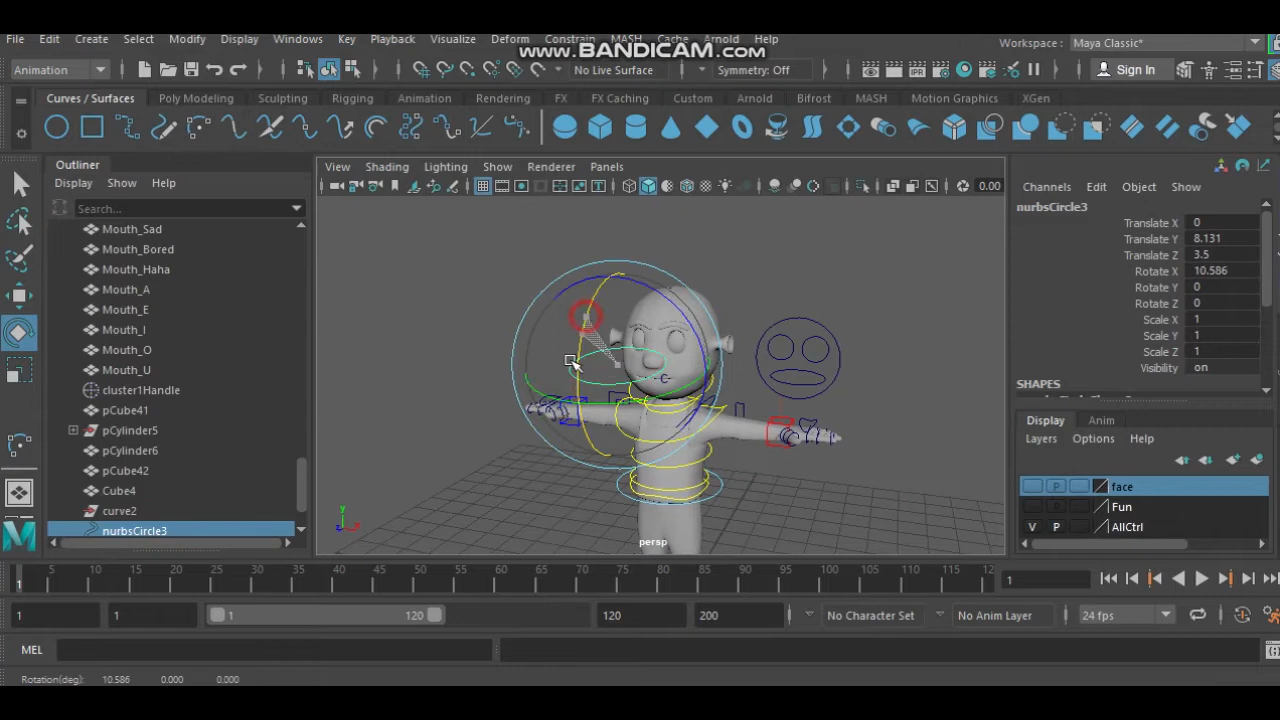 File Edit Create Select Modify Display Windows Key Playback Visualize Deform Constrain MASH Cache Arnold Help
www.BANDICAM.com
Workspace : Maya Classic*
Animation
No Live Surface
Symmetry: Off
Sign In
Curves / Surfaces Poly Modeling Sculpting Rigging Animation Rendering FX FX Caching Custom Arnold Bifrost MASH Motion Graphics XGen
Outliner
Display Show Help
Search...
Mouth_Sad
Mouth_Bored
Mouth_Haha
Mouth_A
Mouth_E
Mouth_I
Mouth_O
Mouth_U
cluster1Handle
pCube41
pCylinder5
pCylinder6
pCube42
Cube4
curve2
nurbsCircle3
View Shading Lighting Show Renderer Panels
0.00
persp
y
x
z
Channels Edit Object Show
nurbsCircle3
Translate X 0
Translate Y 8.131
Translate Z 3.5
Rotate X 10.586
Rotate Y 0
Rotate Z 0
Scale X 1
Scale Y 1
Scale Z 1
Visibility on
SHAPES
Display Anim
Layers Options Help
P face
Fun
V P AllCtrl
1 5 10 15 20 25 30 35 40 45 50 55 60 65 70 75 80 85 90 95 100 105 110 115 12
1
1 1 1 120 120 200 No Character Set No Anim Layer 24 fps
MEL
Rotation(deg): 10.586 0.000 0.000